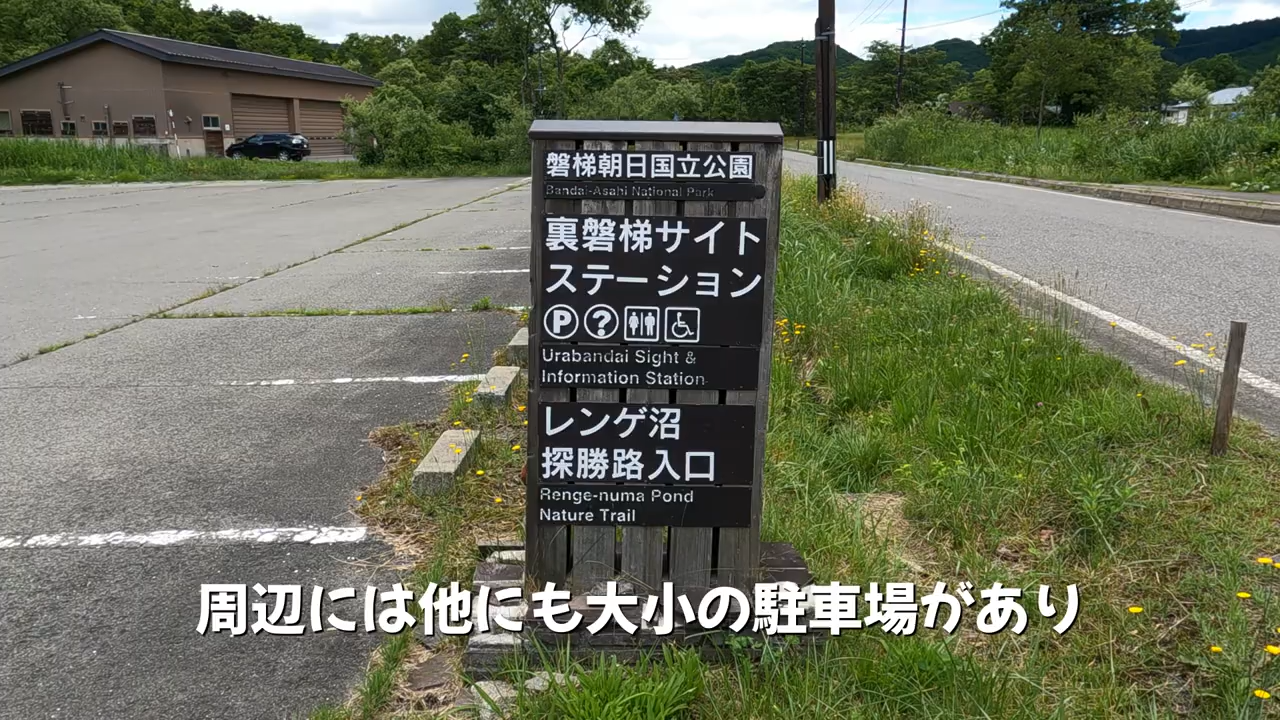 磐梯朝日国立公園
Bandai-Asahi National Park
裏磐梯サイト
ステーション
P ?
Urabandai Sight &
Information Station
レンゲ沼
探勝路入口
Renge-numa Pond
Nature Trail
周辺には他にも大小の駐車場があり